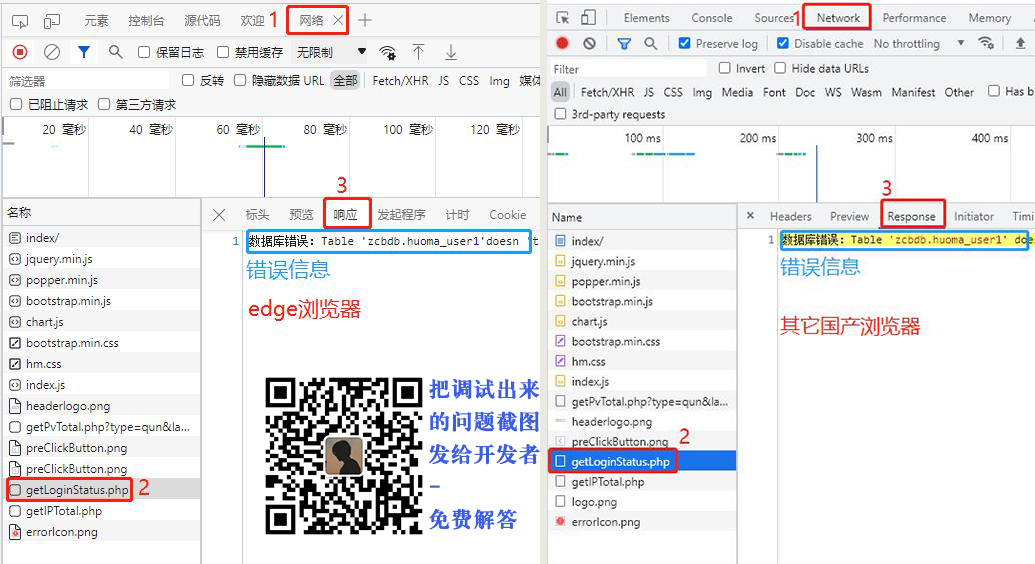 元素 控制台 源代码 欢迎 1 网络
保留日志 禁用缓存 无限制
筛选器 反转 隐藏数据 URL 全部 Fetch/XHR JS CSS Img 媒体
已阻止请求 第三方请求
20 毫秒 40 毫秒 60 毫秒 80 毫秒 100 毫秒 120 毫秒
3
名称
标头 预览 响应 发起程序 计时 Cookie
1 数据库错误：Table 'zcbdb.huoma_user1'doesn 't
错误信息
edge浏览器
index/
jquery.min.js
popper.min.js
bootstrap.min.js
chart.js
bootstrap.min.css
hm.css
index.js
headerlogo.png
getPvTotal.php?type=qun&la...
preClickButton.png
preClickButton.png
getLoginStatus.php 2
getIPTotal.php
errorIcon.png
把调试出来
的问题截图
发给开发者
–
免费解答
Elements Console Sources 1 Network Performance Memory
Preserve log Disable cache No throttling
Filter Invert Hide data URLs
All Fetch/XHR JS CSS Img Media Font Doc WS Wasm Manifest Other Has b
3rd-party requests
100 ms 200 ms 300 ms 400 ms
3
Name
Headers Preview Response Initiator Timi
1 数据库错误：Table 'zcbdb.huoma_user1' doe
错误信息
其它国产浏览器
index/
jquery.min.js
popper.min.js
bootstrap.min.js
chart.js
bootstrap.min.css
hm.css
index.js
getPvTotal.php?type=qun&la...
headerlogo.png
preClickButton.png
2
getLoginStatus.php
getIPTotal.php
logo.png
errorIcon.png